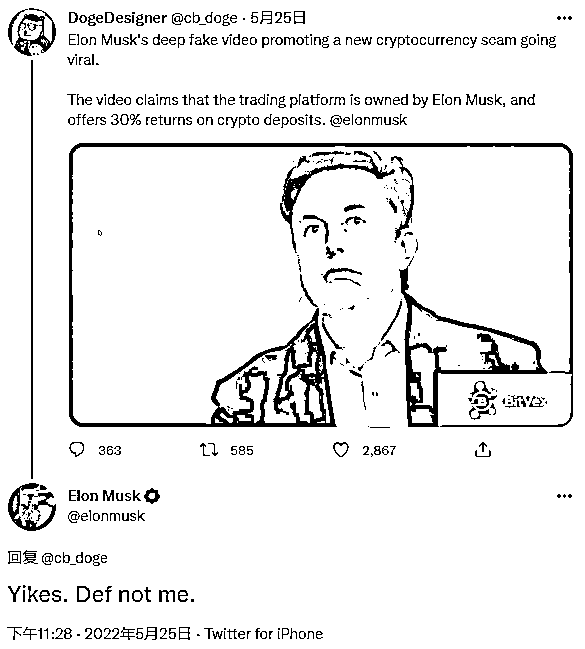 DogeDesigner @cb_doge · 5月25日
Elon Musk's deep fake video promoting a new cryptocurrency scam going
viral.
The video claims that the trading platform is owned by Elon Musk, and
offers 30% returns on crypto deposits. @elonmusk
BitVex
363 585 2,867
Elon Musk
@elonmusk
回复 @cb_doge
Yikes. Def not me.
下午11:28 · 2022年5月25日 · Twitter for iPhone